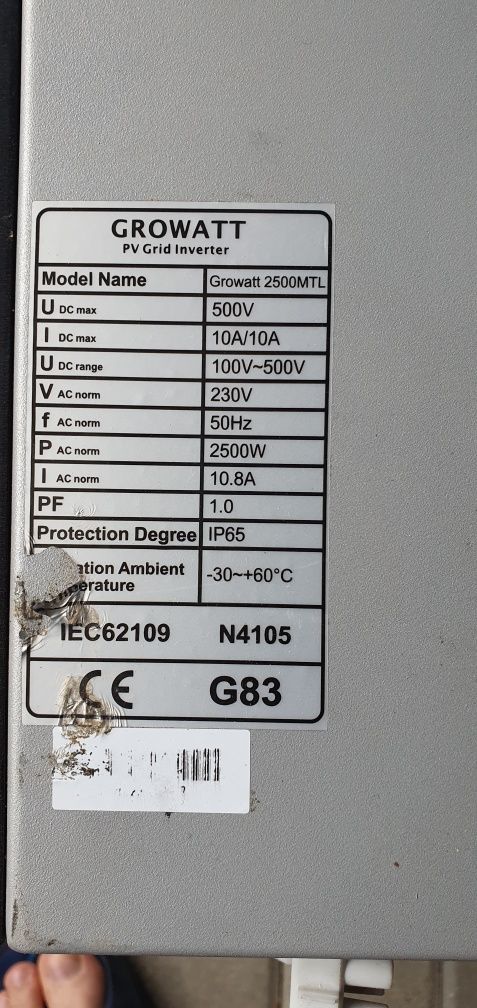 GROWATT
PV Grid Inverter
Model Name Growatt 2500MTL
U DC max 500V
I DC max 10A/10A
U DC range 100V~500V
V AC norm 230V
f AC norm 50Hz
P AC norm 2500W
I AC norm 10.8A
PF 1.0
Protection Degree IP65
ation Ambient
erature -30~+60°C
IEC62109 N4105
CE G83